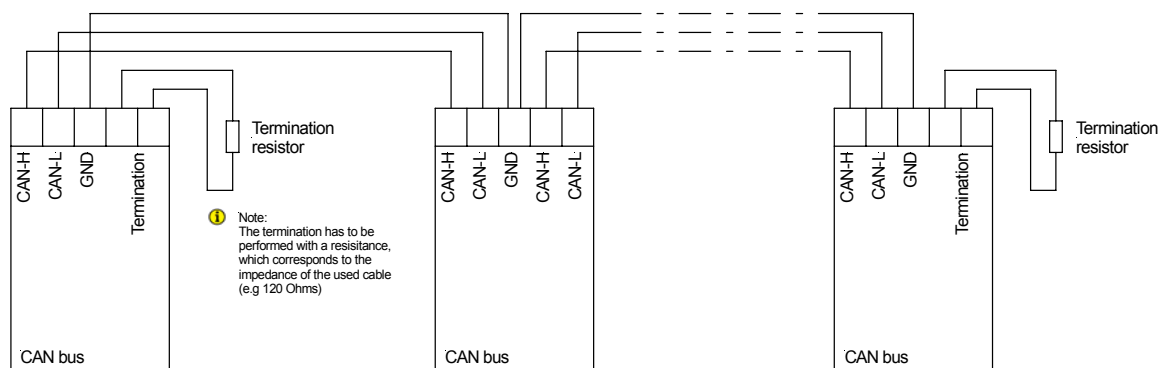 Termination
resistor
Termination
resistor
CAN-H
CAN-L
GND
Termination
CAN-H
CAN-L
GND
CAN-H
CAN-L
CAN-H
CAN-L
GND
Termination
i Note:
The termination has to be
performed with a resisitance,
which corresponds to the
impedance of the used cable
(e.g 120 Ohms)
CAN bus
CAN bus
CAN bus